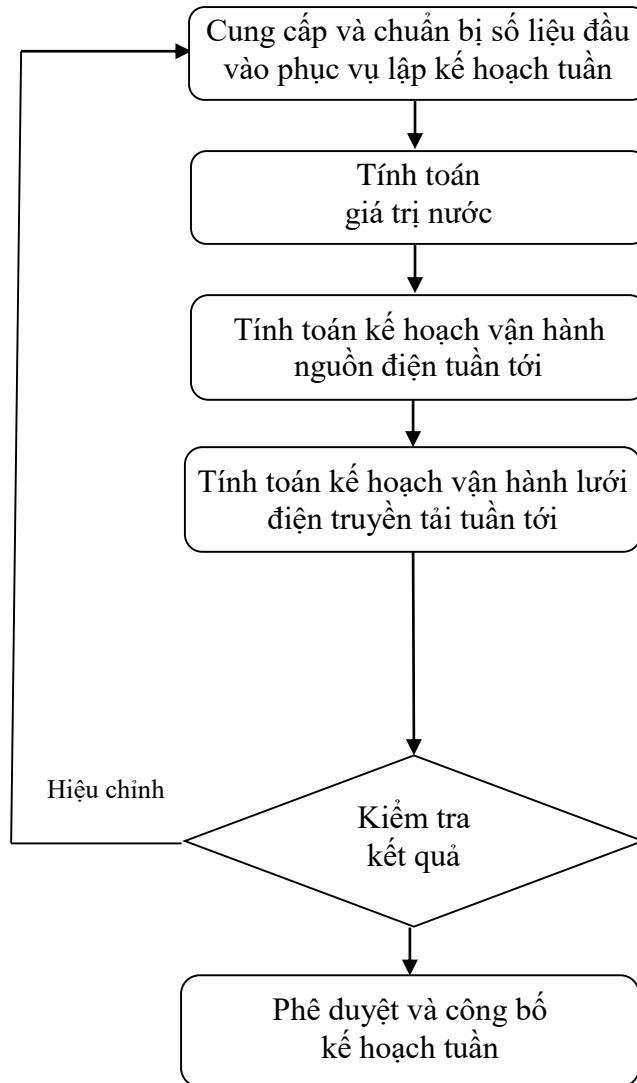 Cung cấp và chuẩn bị số liệu đầu
vào phục vụ lập kế hoạch tuần
Tính toán
giá trị nước
Tính toán kế hoạch vận hành
nguồn điện tuần tới
Tính toán kế hoạch vận hành lưới
điện truyền tải tuần tới
Hiệu chỉnh
Kiểm tra
kết quả
Phê duyệt và công bố
kế hoạch tuần